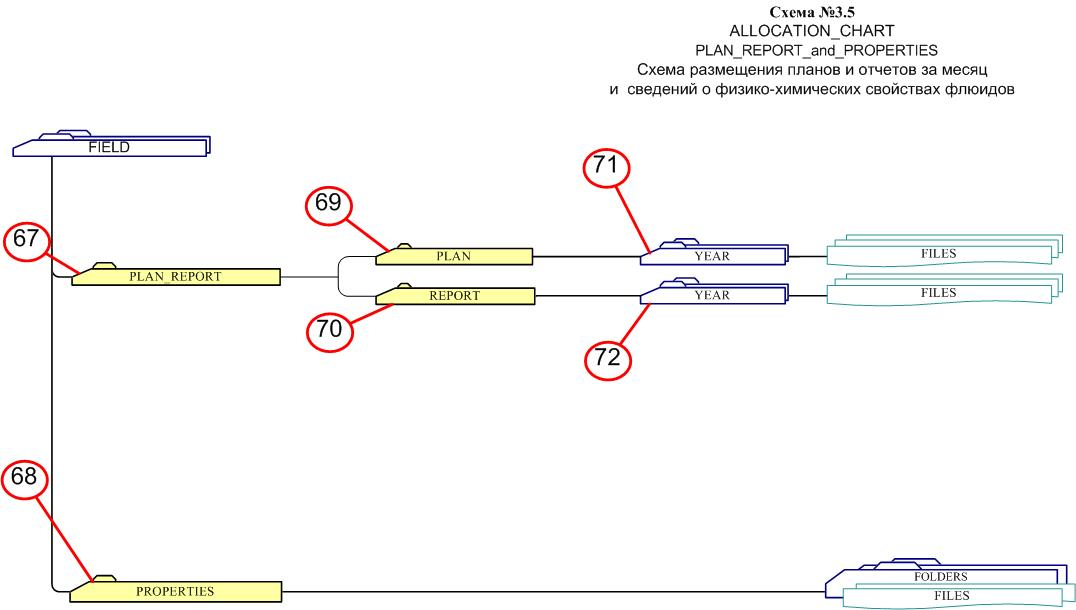 Схема №3.5
ALLOCATION_CHART
PLAN_REPORT_and_PROPERTIES
Схема размещения планов и отчетов за месяц
и сведений о физико-химических свойствах флюидов
FIELD
71
69
67
PLAN
YEAR
FILES
PLAN_REPORT
REPORT
YEAR
FILES
70
72
68
PROPERTIES
FOLDERS
FILES